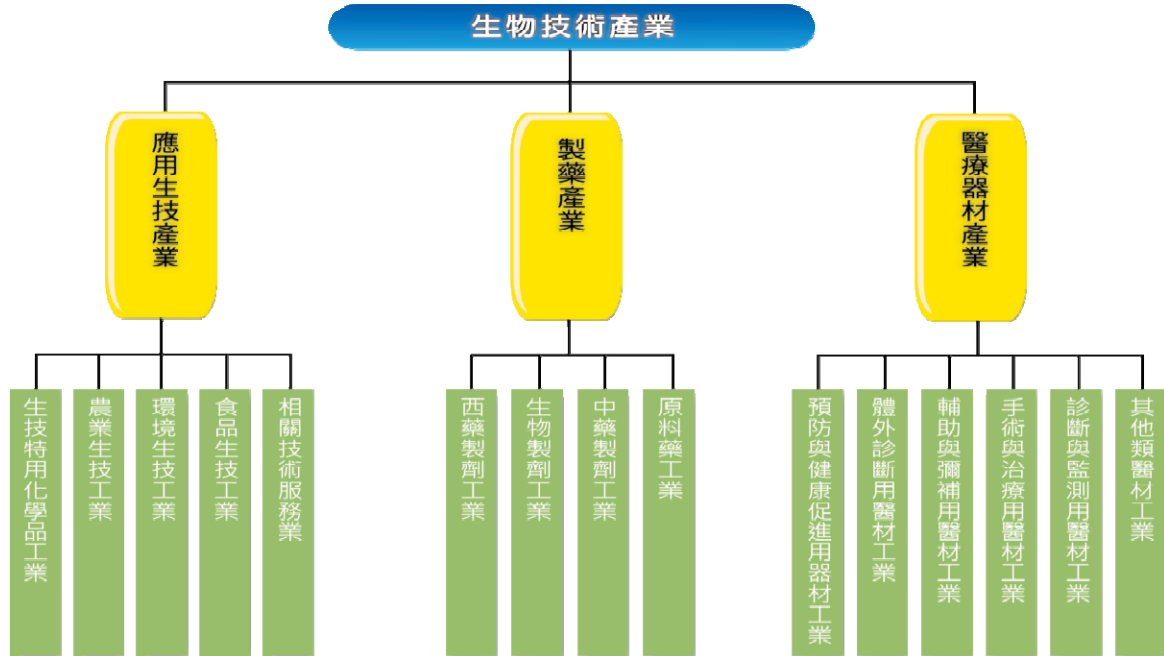 生物技術產業
應用生技產業
製藥產業
醫療器材產業
生技特用化學品工業
農業生技工業
環境生技工業
食品生技工業
相關技術服務業
西藥製劑工業
生物製劑工業
中藥製劑工業
原料藥工業
預防與健康促進用器材工業
體外診斷用醫材工業
輔助與彌補用醫材工業
手術與治療用醫材工業
診斷與監測用醫材工業
其他類醫材工業